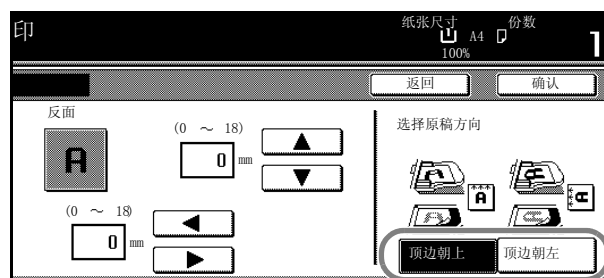 印
纸张尺寸 份数
A4 1
100%
返回 确认
反面
选择原稿方向
(0 ～ 18)
A
0 mm
(0 ～ 18)
0 mm
顶边朝上 顶边朝左